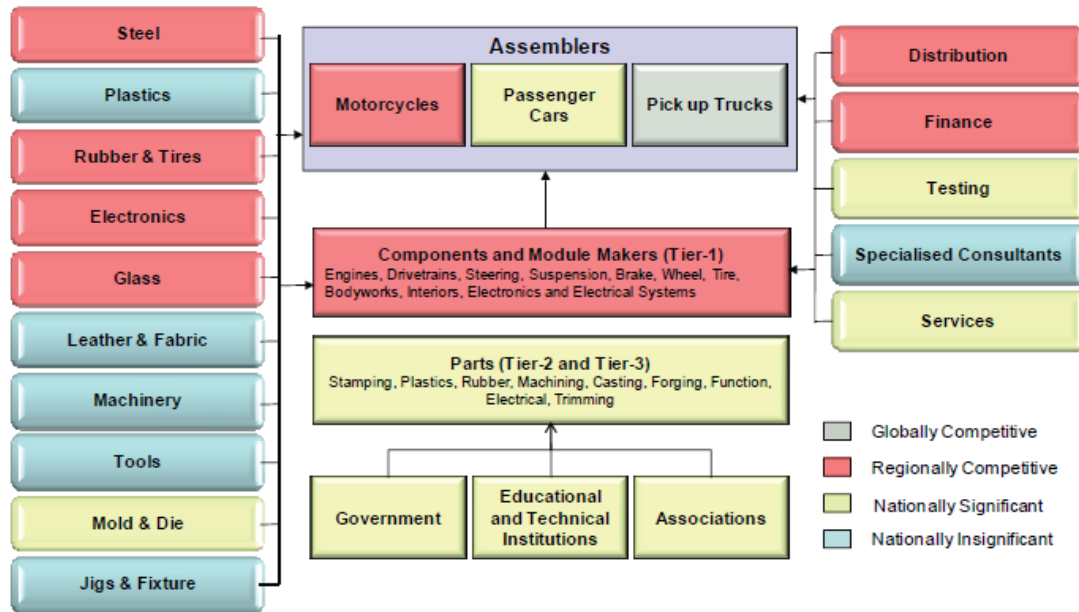 Steel
Plastics
Rubber & Tires
Electronics
Glass
Leather & Fabric
Machinery
Tools
Mold & Die
Jigs & Fixture
Assemblers
Motorcycles
Passenger
Cars
Pick up Trucks
Components and Module Makers (Tier-1)
Engines, Drivetrains, Steering, Suspension, Brake, Wheel, Tire,
Bodyworks, Interiors, Electronics and Electrical Systems
Parts (Tier-2 and Tier-3)
Stamping, Plastics, Rubber, Machining, Casting, Forging, Function,
Electrical, Trimming
Government
Educational
and Technical
Institutions
Associations
Distribution
Finance
Testing
Specialised Consultants
Services
Globally Competitive
Regionally Competitive
Nationally Significant
Nationally Insignificant